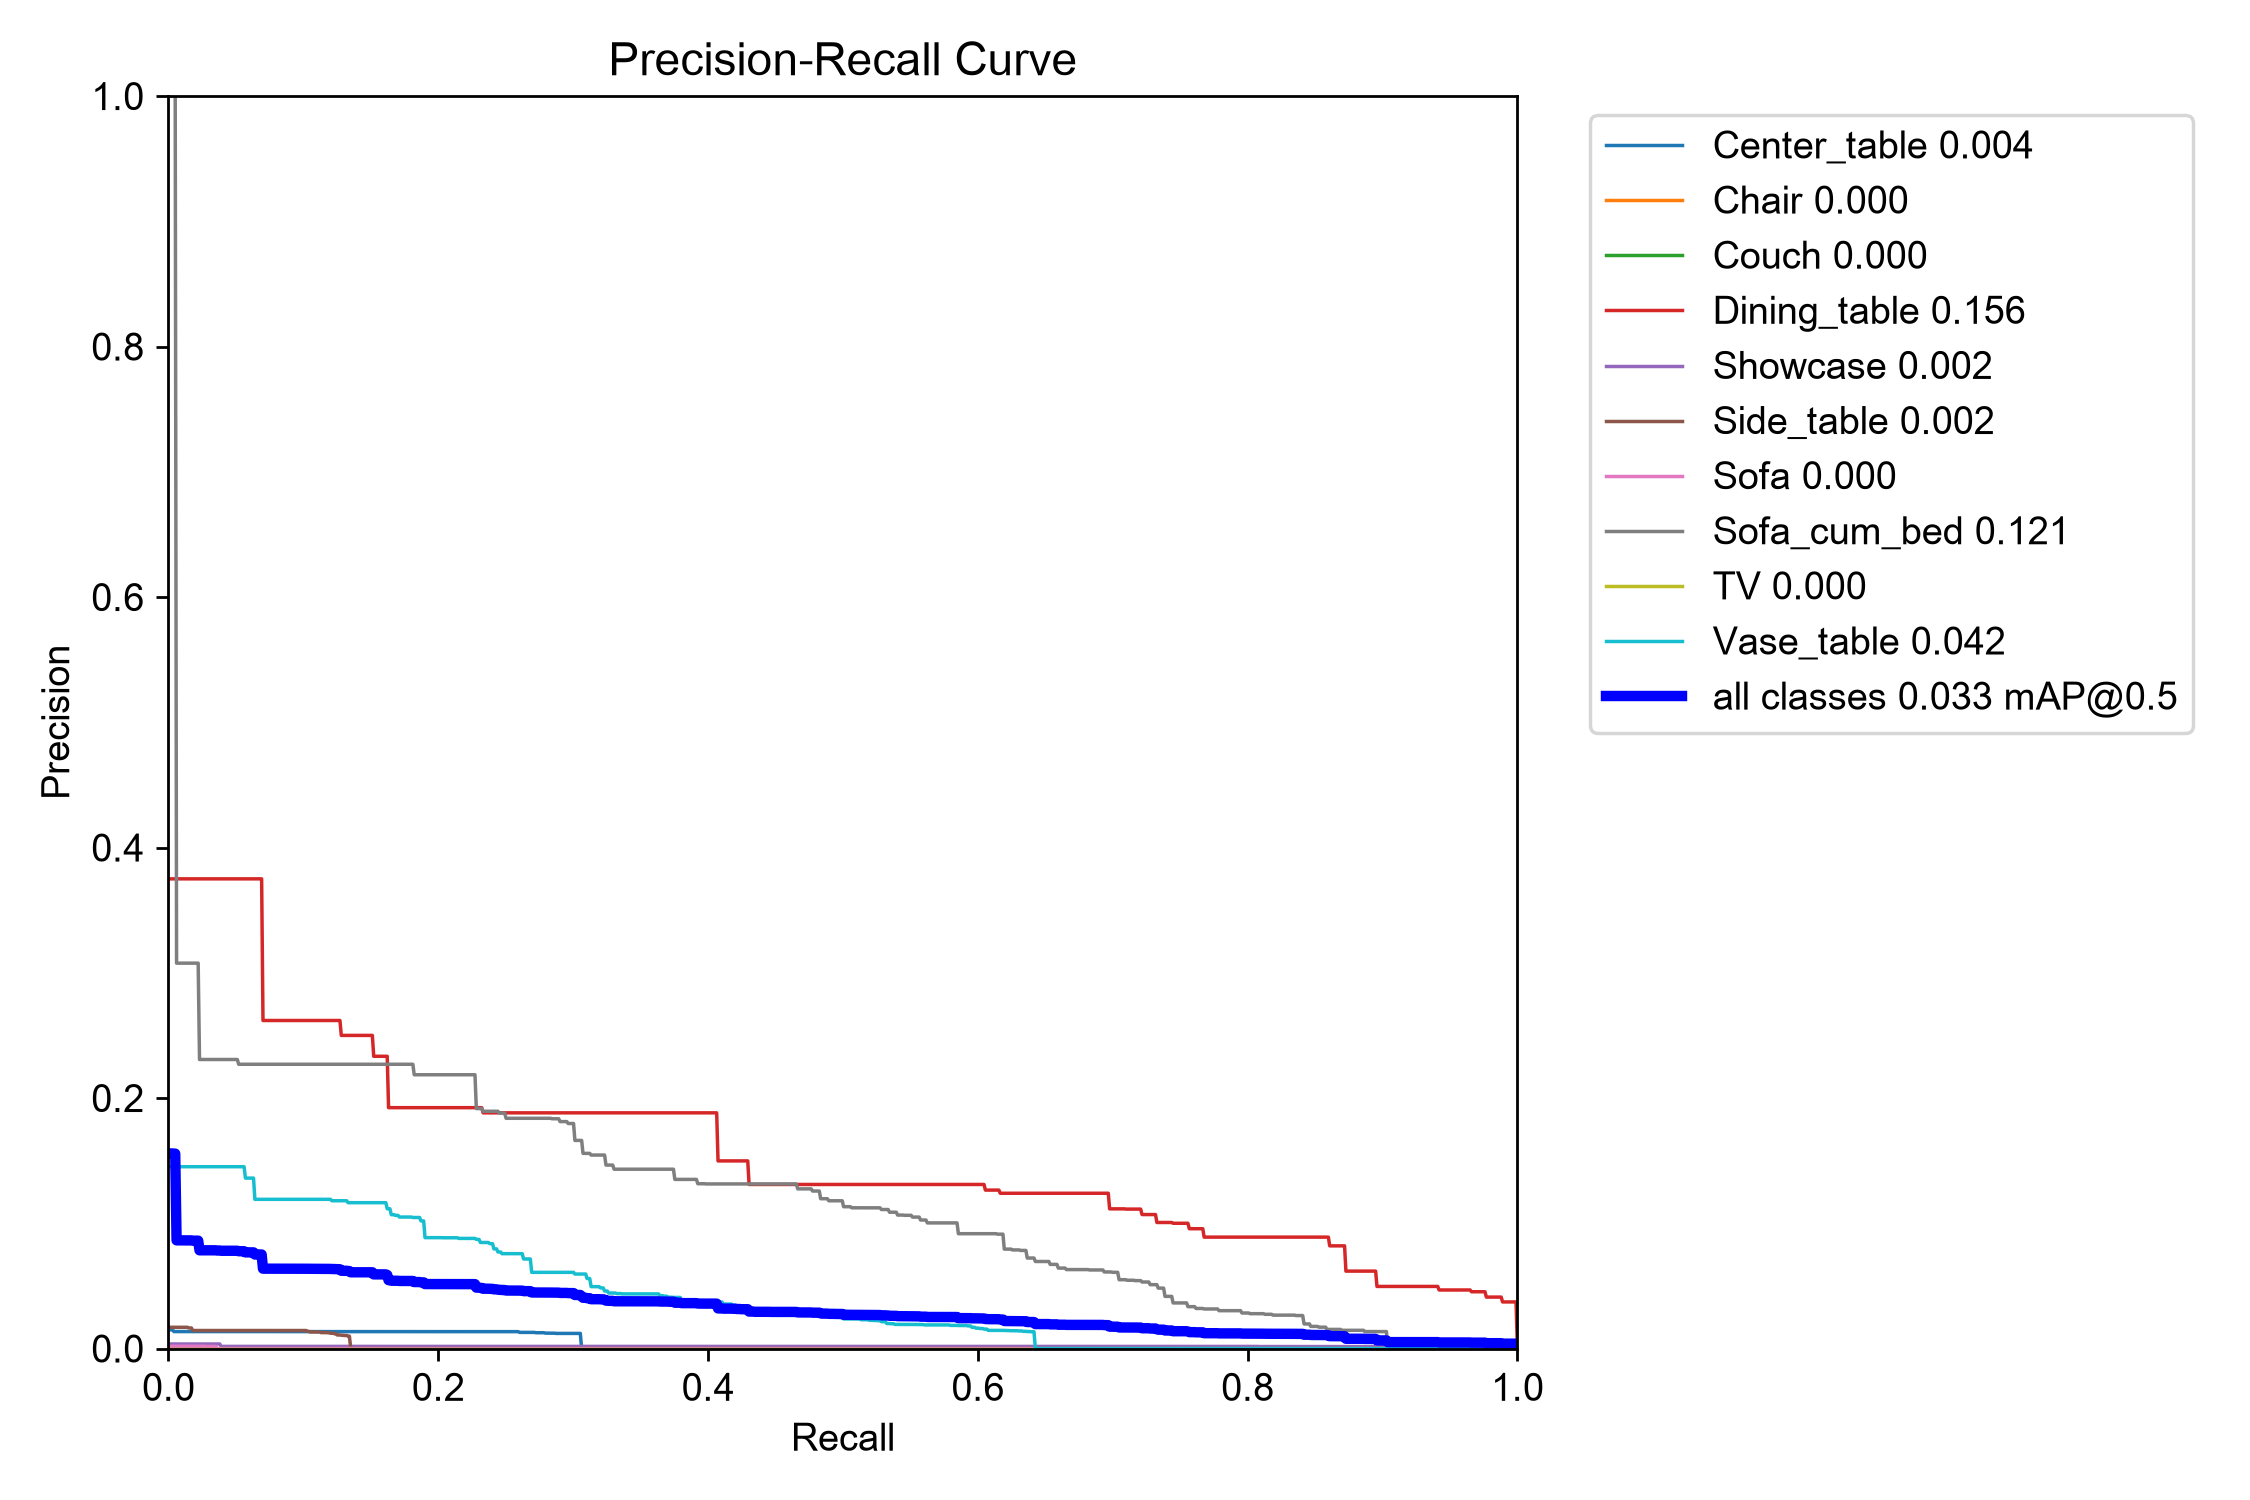 Precision-Recall Curve
1.0
0.8
0.6
0.4
0.2
0.0
Precision
0.0 0.2 0.4 0.6 0.8 1.0
Recall
Center_table 0.004
Chair 0.000
Couch 0.000
Dining_table 0.156
Showcase 0.002
Side_table 0.002
Sofa 0.000
Sofa_cum_bed 0.121
TV 0.000
Vase_table 0.042
all classes 0.033 mAP@0.5